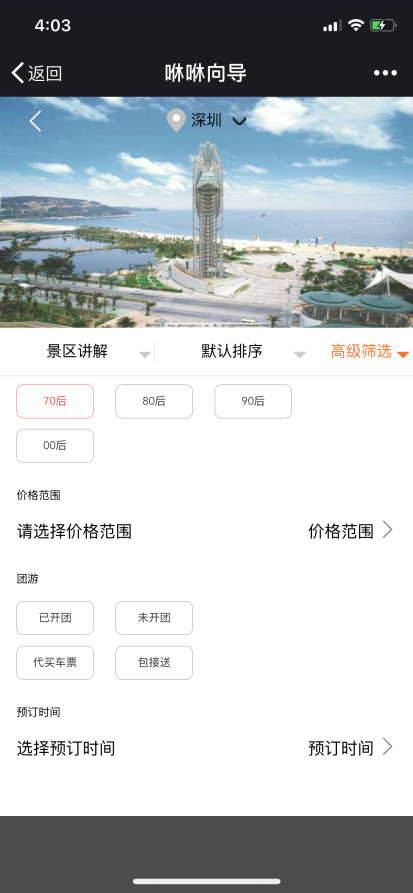 4:03
返回
咻咻向导
深圳
景区讲解 默认排序 高级筛选
70后 80后 90后
00后
价格范围
请选择价格范围 价格范围
团游
已开团 未开团
代买车票 包接送
预订时间
选择预订时间 预订时间